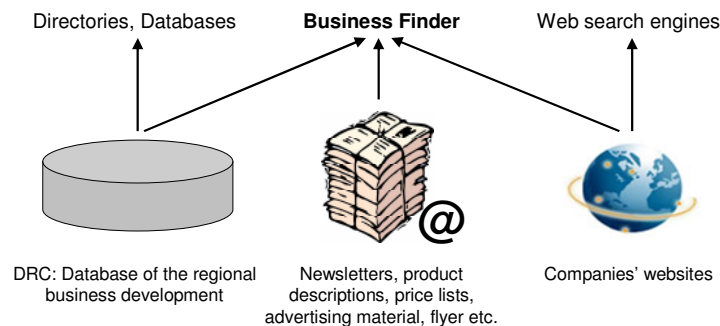 Directories, Databases
Business Finder
Web search engines
@
DRC: Database of the regional
business development
Newsletters, product
descriptions, price lists,
advertising material, flyer etc.
Companies' websites